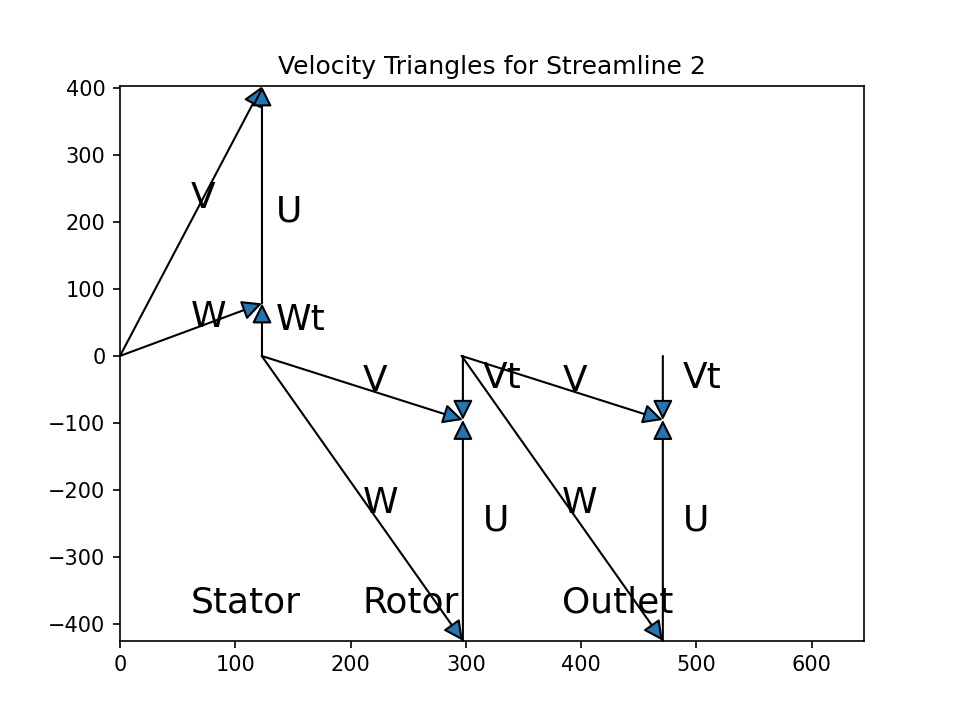 Velocity Triangles for Streamline 2
400
300
200
100
0
−100
−200
−300
−400
V
U
W
Wt
V
Vt
V
Vt
W
U
W
U
Stator
Rotor
Outlet
0
100
200
300
400
500
600